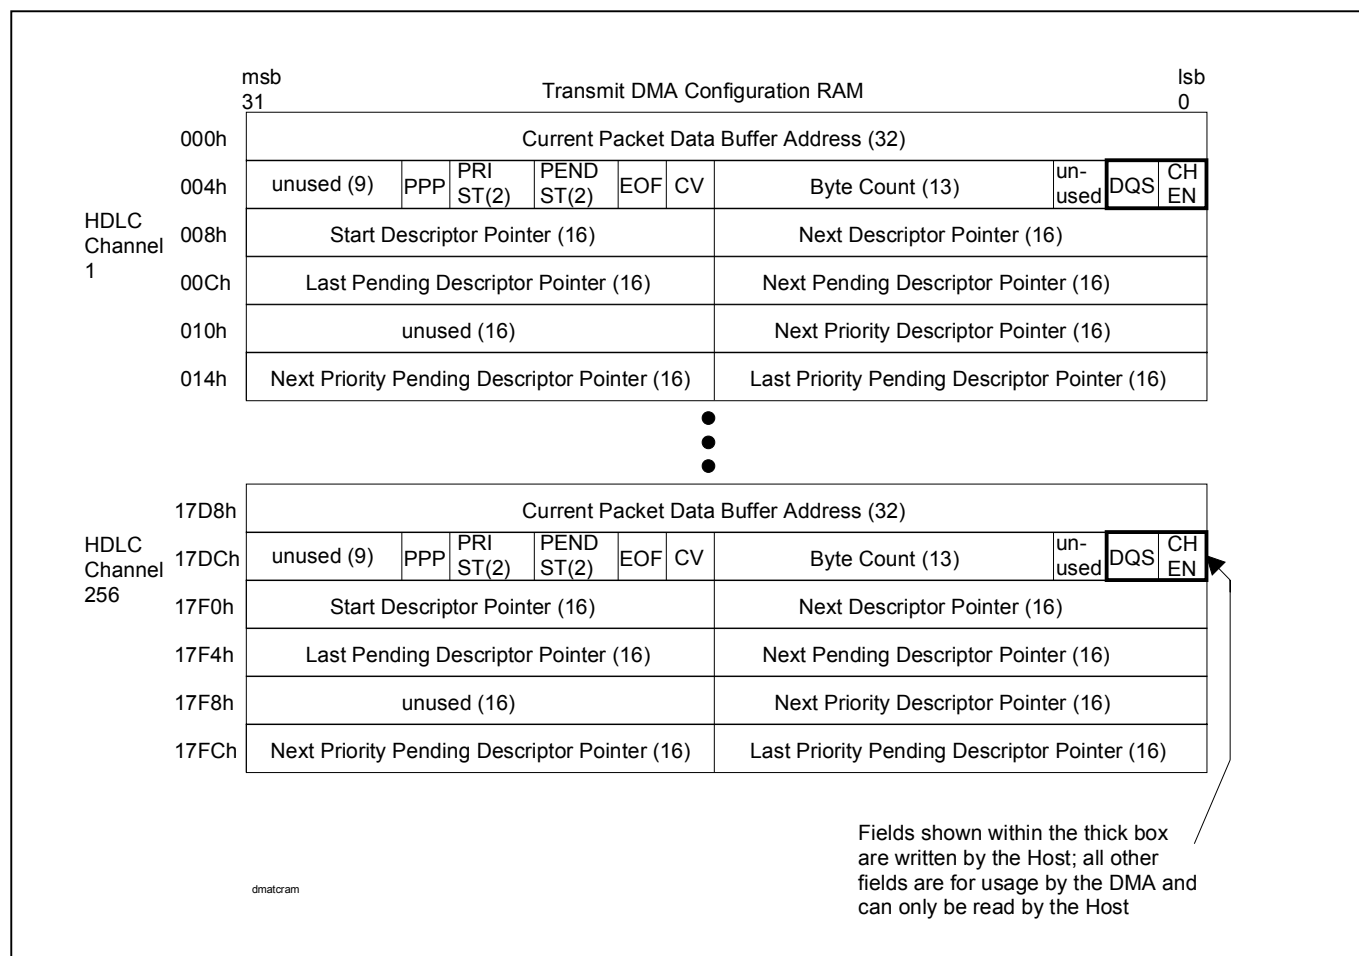 msb
31
Transmit DMA Configuration RAM
lsb
0
000h
Current Packet Data Buffer Address (32)
HDLC
Channel
1
004h
unused (9)
PPP
PRI
ST(2)
PEND
ST(2)
EOF
CV
Byte Count (13)
un-
used
DQS
CH
EN
008h
Start Descriptor Pointer (16)
Next Descriptor Pointer (16)
00Ch
Last Pending Descriptor Pointer (16)
Next Pending Descriptor Pointer (16)
010h
unused (16)
Next Priority Descriptor Pointer (16)
014h
Next Priority Pending Descriptor Pointer (16)
Last Priority Pending Descriptor Pointer (16)
17D8h
Current Packet Data Buffer Address (32)
HDLC
Channel
256
17DCh
unused (9)
PPP
PRI
ST(2)
PEND
ST(2)
EOF
CV
Byte Count (13)
un-
used
DQS
CH
EN
17F0h
Start Descriptor Pointer (16)
Next Descriptor Pointer (16)
17F4h
Last Pending Descriptor Pointer (16)
Next Pending Descriptor Pointer (16)
17F8h
unused (16)
Next Priority Descriptor Pointer (16)
17FCh
Next Priority Pending Descriptor Pointer (16)
Last Priority Pending Descriptor Pointer (16)
Fields shown within the thick box
are written by the Host; all other
fields are for usage by the DMA and
can only be read by the Host
dmatcram